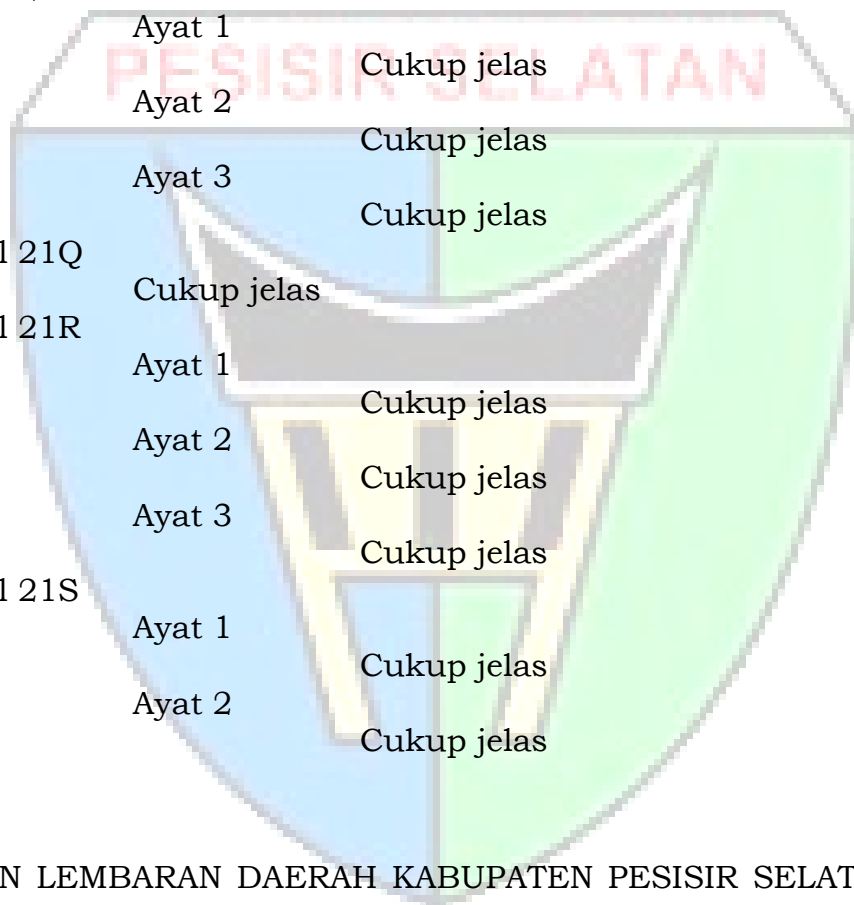 Ayat 1
PESISIR SELATAN
Cukup jelas
Ayat 2
Cukup jelas
Ayat 3
Cukup jelas
21Q
Cukup jelas
21R
Ayat 1
Cukup jelas
Ayat 2
Cukup jelas
Ayat 3
Cukup jelas
21S
Ayat 1
Cukup jelas
Ayat 2
Cukup jelas
LEMBARAN DAERAH KABUPATEN PESISIR